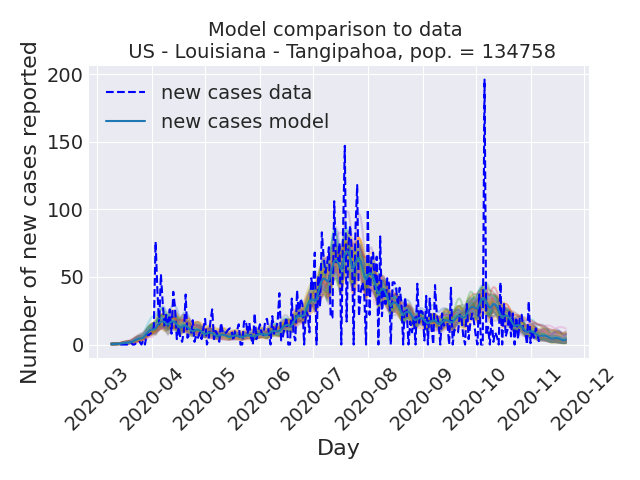 Model comparison to data
US - Louisiana - Tangipahoa, pop. = 134758
Number of new cases reported
200
150
100
50
0
new cases data
new cases model
2020-03
2020-04
2020-05
2020-06
2020-07
2020-08
2020-09
2020-10
2020-11
2020-12
Day